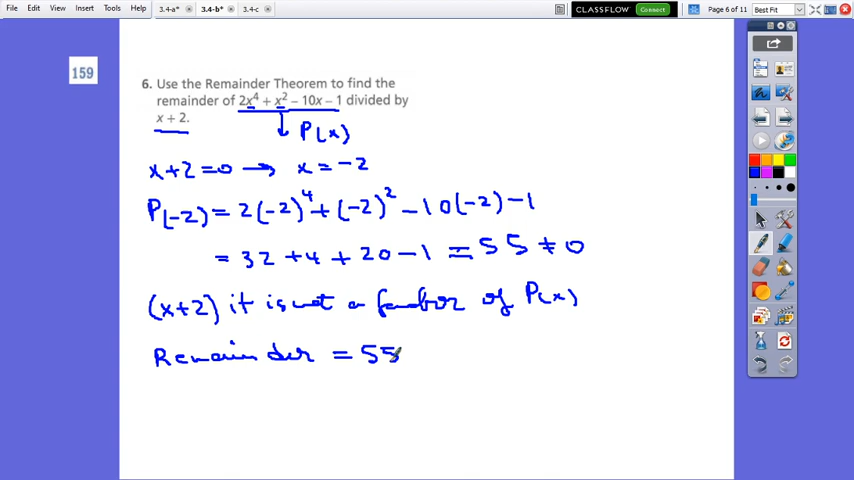 File Edit View Insert Tools Help 3.4-a* 3.4-b* 3.4-c CLASSFLOW Connect Page 6 of 11 Best Fit
159
6. Use the Remainder Theorem to find the
remainder of 2x⁴ + x² – 10x – 1 divided by
x + 2.
P(x)
x+2=0 → x = -2
P(-2) = 2(-2)⁴ + (-2)² - 10(-2) - 1
= 32 + 4 + 20 - 1 = 55 ≠ 0
(x+2) it is not a factor of P(x)
Remainder = 55